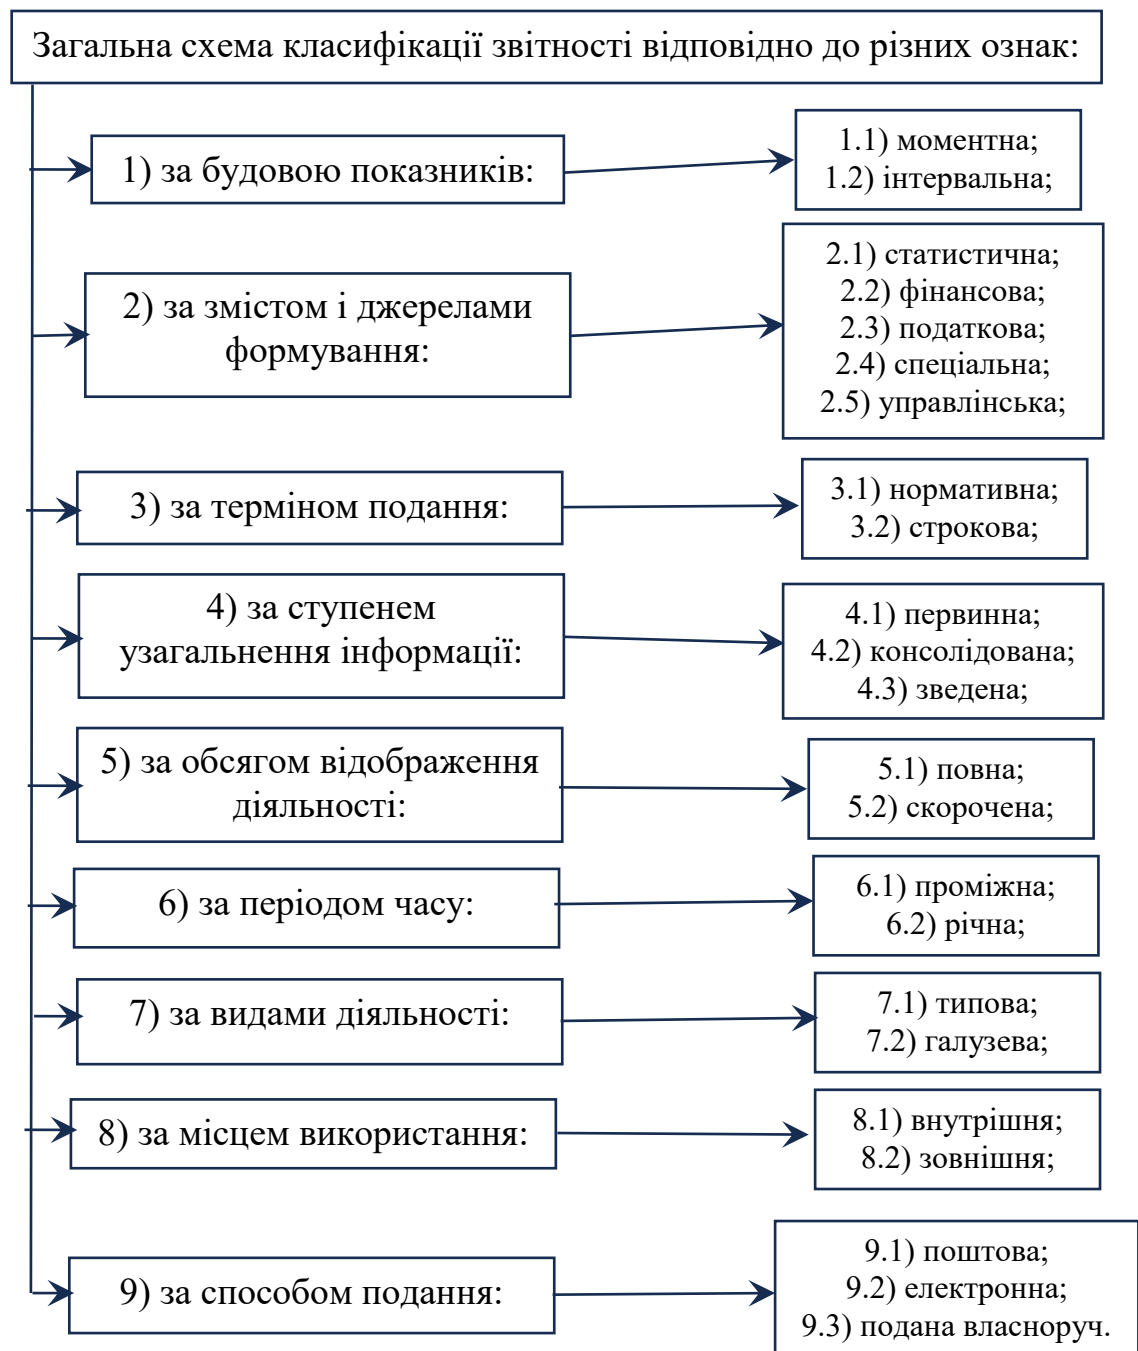 Загальна схема класифікації звітності відповідно до різних ознак:
1) за будовою показників:
1.1) моментна;
1.2) інтервальна;
2) за змістом і джерелами
формування:
2.1) статистична;
2.2) фінансова;
2.3) податкова;
2.4) спеціальна;
2.5) управлінська;
3) за терміном подання:
3.1) нормативна;
3.2) строкова;
4) за ступенем
узагальнення інформації:
4.1) первинна;
4.2) консолідована;
4.3) зведена;
5) за обсягом відображення
діяльності:
5.1) повна;
5.2) скорочена;
6) за періодом часу:
6.1) проміжна;
6.2) річна;
7) за видами діяльності:
7.1) типова;
7.2) галузева;
8) за місцем використання:
8.1) внутрішня;
8.2) зовнішня;
9) за способом подання:
9.1) поштова;
9.2) електронна;
9.3) подана власноруч.